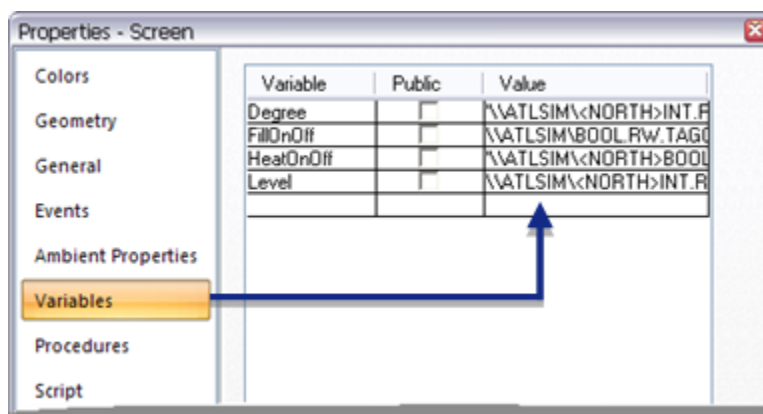 Properties - Screen
Colors
Geometry
General
Events
Ambient Properties
Variables
Procedures
Script
Variable Public Value
Degree "\\ATLSIM\<NORTH>INT.R
FillOnOff \\ATLSIM\BOOL.RW.TAGC
HeatOnOff "\\ATLSIM\<NORTH>BOOL
Level \\ATLSIM\<NORTH>INT.R